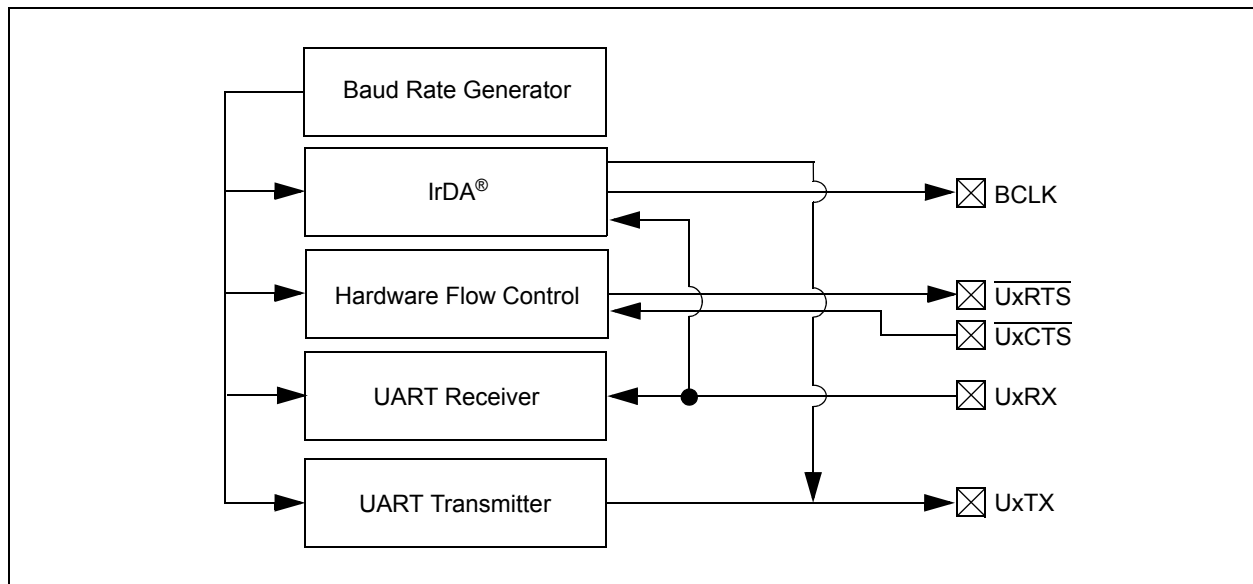 Baud Rate Generator
IrDA®
BCLK
Hardware Flow Control
UxRTS
UxCTS
UART Receiver
UxRX
UART Transmitter
UxTX